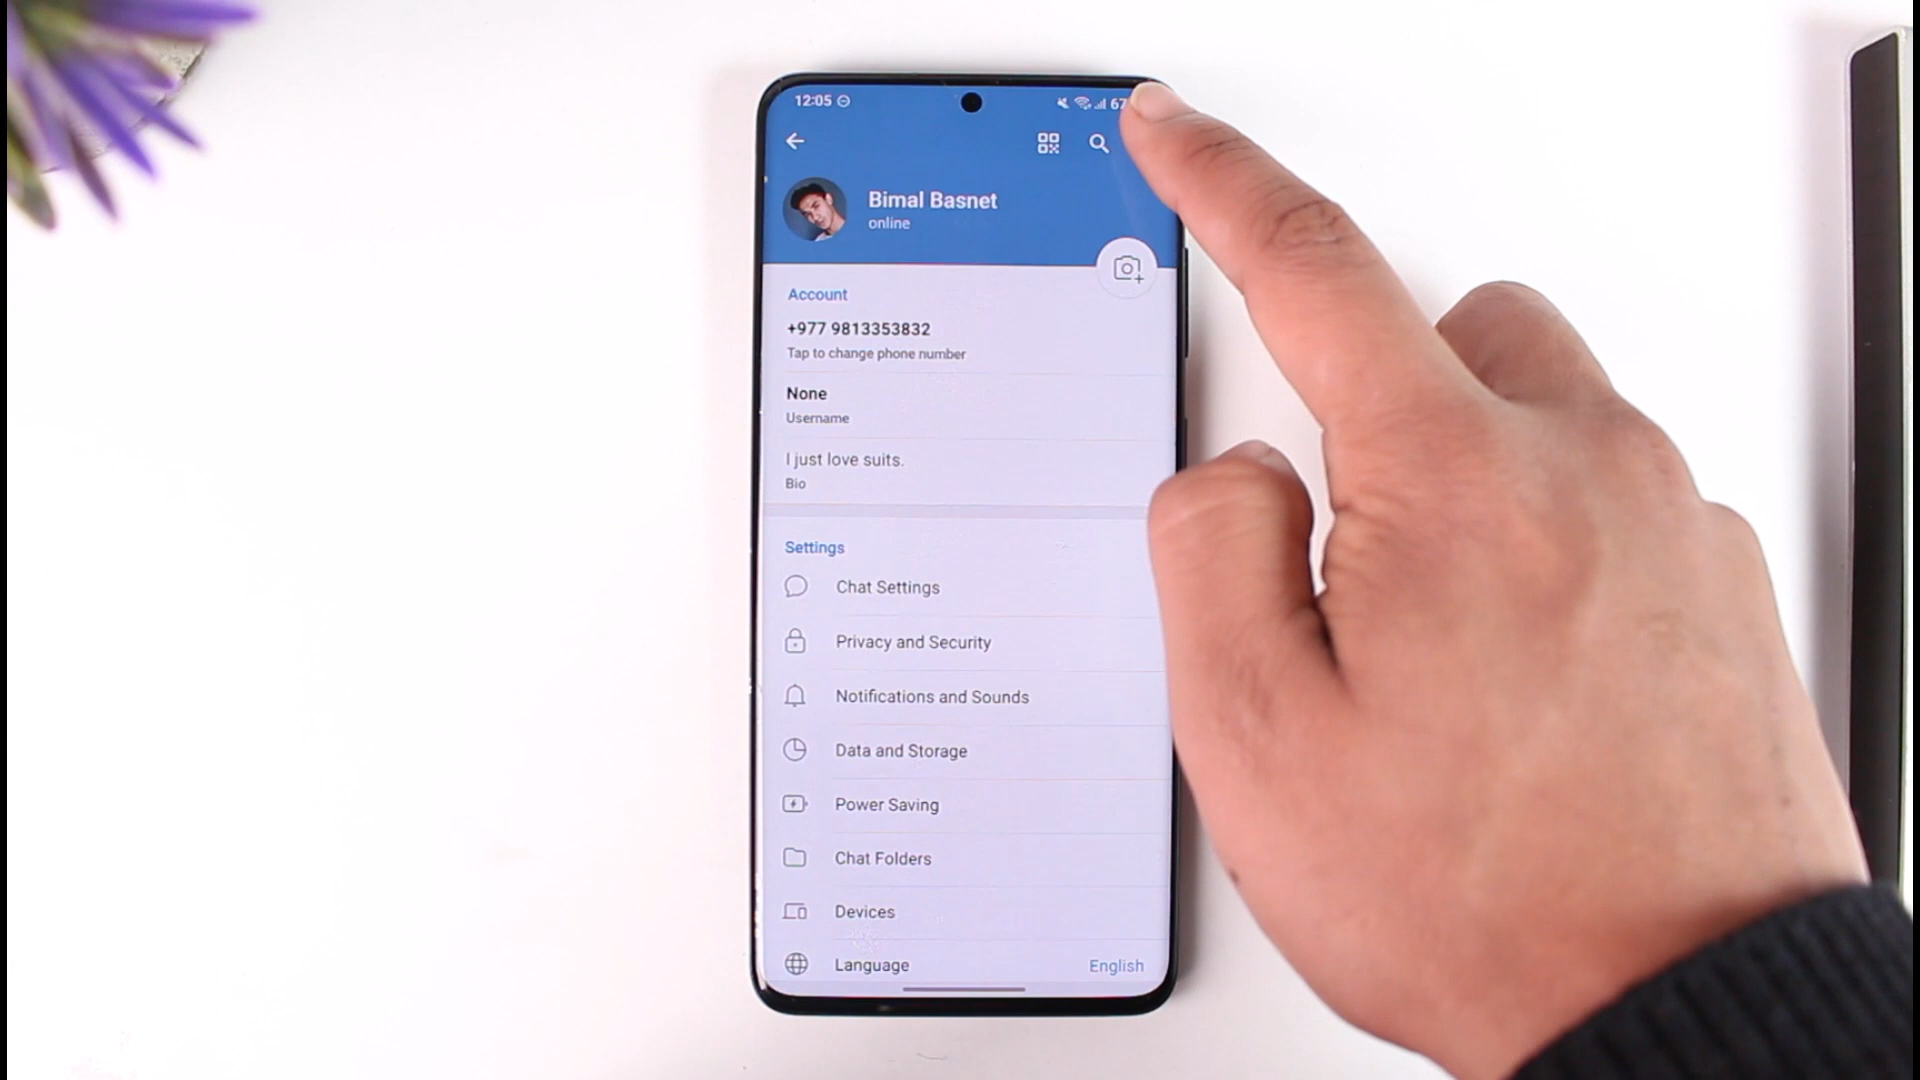 12:05 67
Bimal Basnet
online
Account
+977 9813353832
Tap to change phone number
None
Username
I just love suits.
Bio
Settings
Chat Settings
Privacy and Security
Notifications and Sounds
Data and Storage
Power Saving
Chat Folders
Devices
Language English